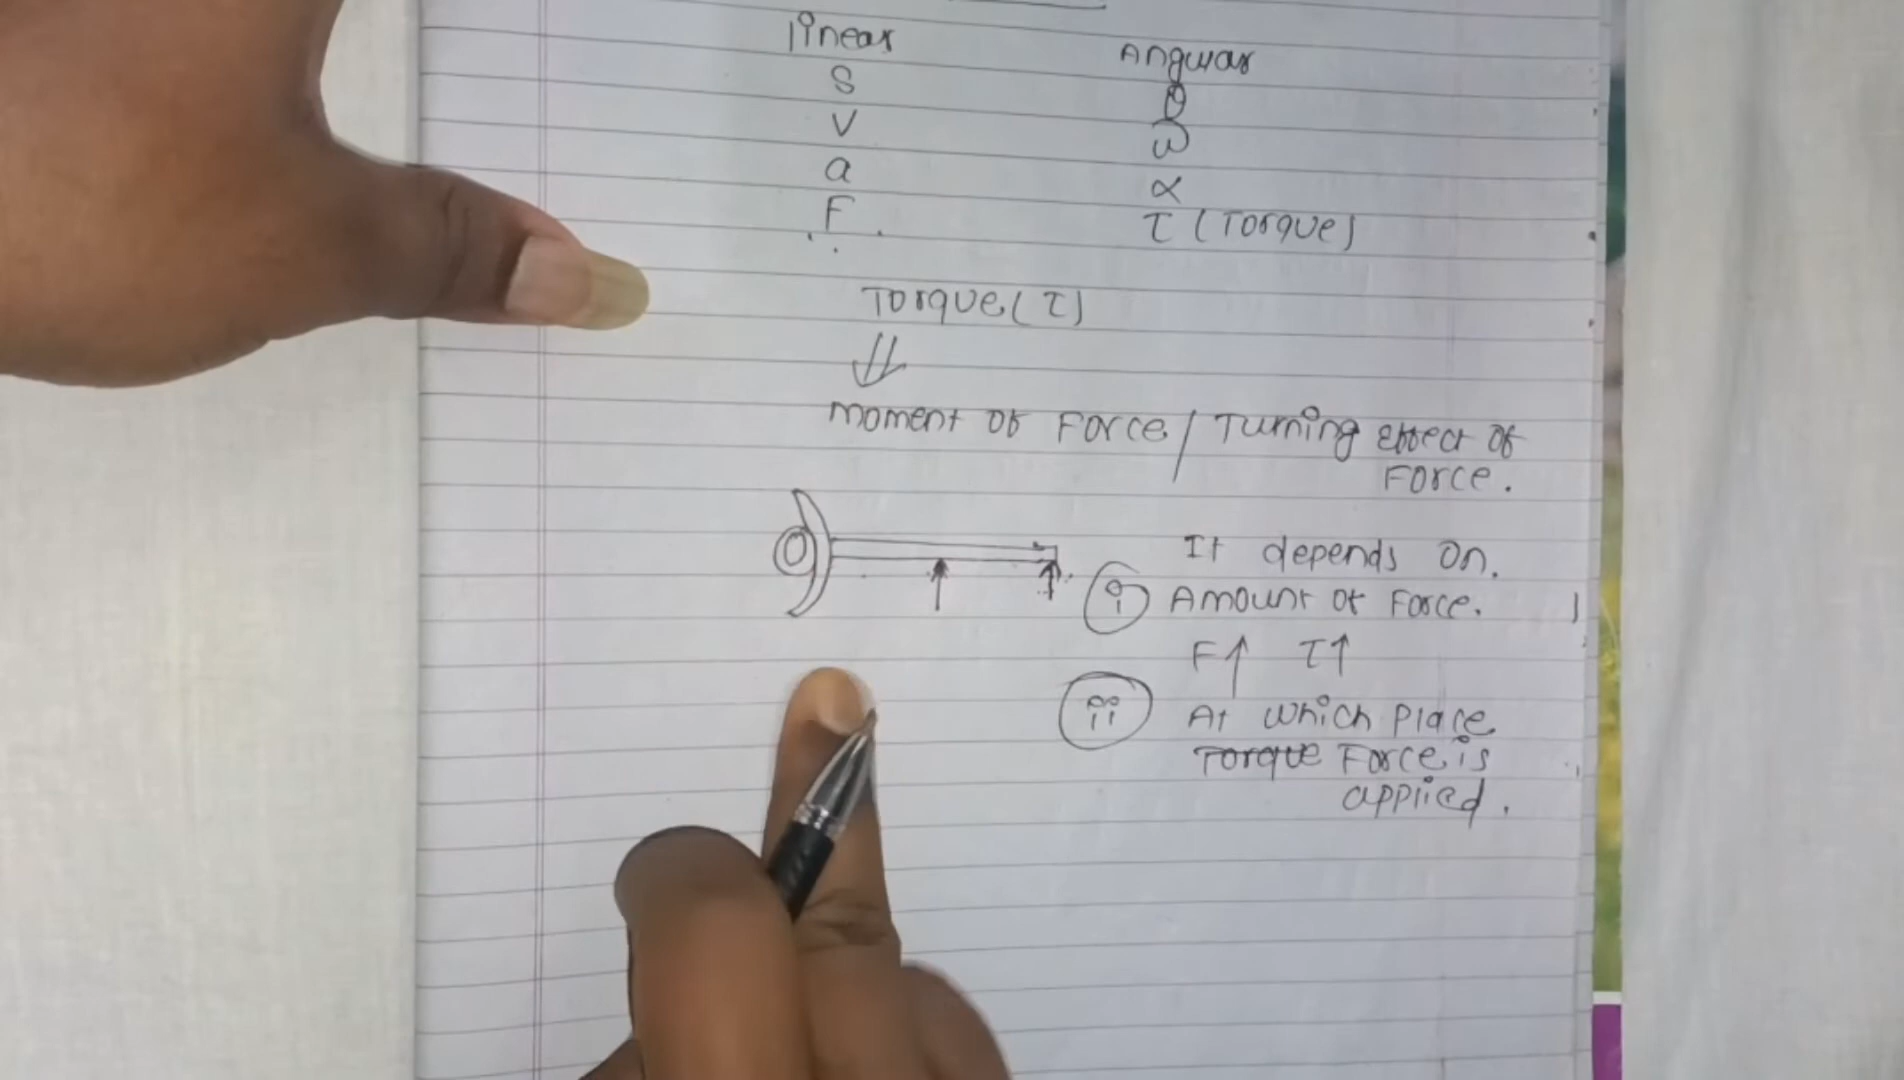 linear Angular
S θ
V ω
a α
F τ (Torque)
Torque (τ)
⇓
Moment of Force / Turning effect of
Force.
It depends on.
(i) Amount of Force.
F↑ τ↑
(ii) At which place
Torque Force is
applied.